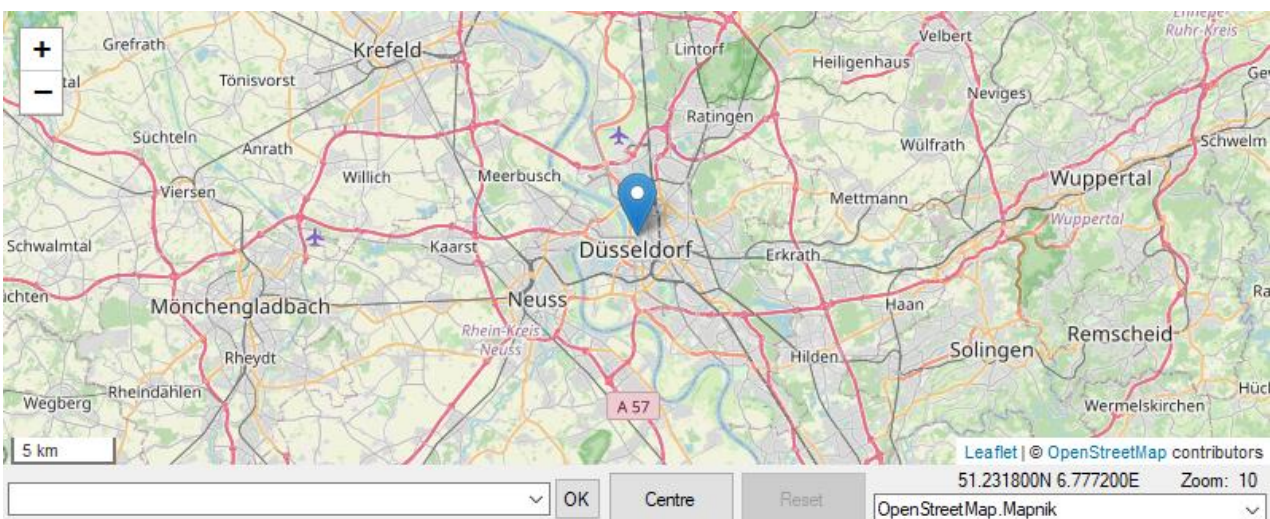 +
−
Grefrath
Krefeld
Lintorf
Velbert
Ruhr-Kreis
Tönisvorst
Heiligenhaus
Neviges
Ratingen
Süchteln
Anrath
Wülfrath
Schwelm
Willich
Meerbusch
Viersen
Mettmann
Wuppertal
Wuppertal
Schwalmtal
Kaarst
Düsseldorf
Erkrath
Mönchengladbach
Neuss
Haan
Rhein-Kreis
Neuss
Remscheid
Rheydt
Hilden
Solingen
Rheindahlen
Wegberg
A 57
Wermelskirchen
5 km
Leaflet | © OpenStreetMap contributors
51.231800N 6.777200E Zoom: 10
OK Centre Reset
OpenStreetMap.Mapnik